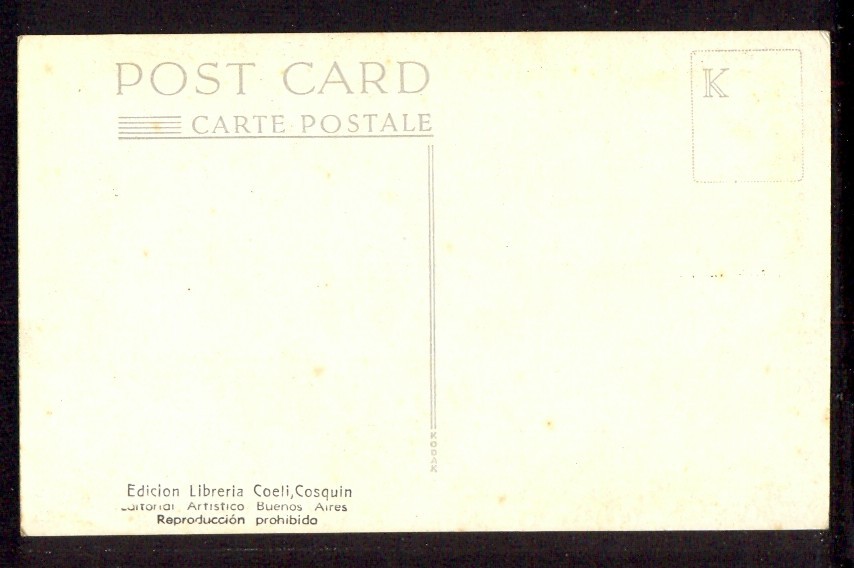 POST CARD
CARTE POSTALE
K
KODAK
Edicion Libreria Coeli, Cosquin
Editorial Artistico Buenos Aires
Reproducción prohibida